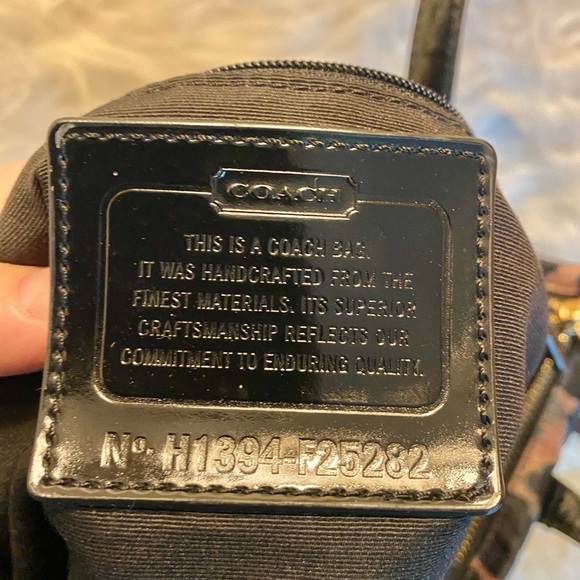 COACH
THIS IS A COACH BAG.
IT WAS HANDCRAFTED FROM THE
FINEST MATERIALS. ITS SUPERIOR
CRAFTSMANSHIP REFLECTS OUR
COMMITMENT TO ENDURING QUALITY.
No. H1394-F25282